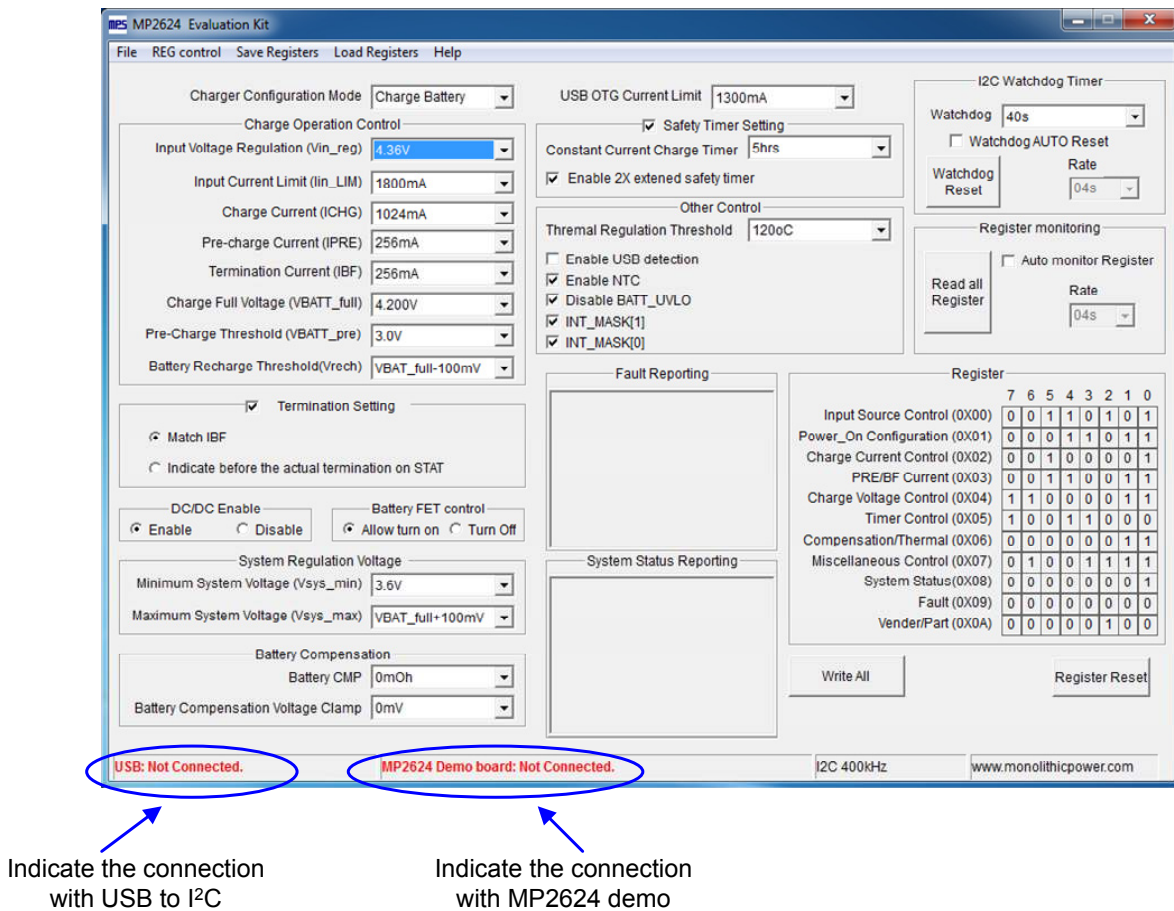 mps MP2624 Evaluation Kit
File REG control Save Registers Load Registers Help
Charger Configuration Mode Charge Battery
Charge Operation Control
Input Voltage Regulation (Vin_reg) 4.36V
Input Current Limit (Iin_LIM) 1800mA
Charge Current (ICHG) 1024mA
Pre-charge Current (IPRE) 256mA
Termination Current (IBF) 256mA
Charge Full Voltage (VBATT_full) 4.200V
Pre-Charge Threshold (VBATT_pre) 3.0V
Battery Recharge Threshold(Vrech) VBAT_full-100mV
Termination Setting
Match IBF
Indicate before the actual termination on STAT
DC/DC Enable
Enable Disable
Battery FET control
Allow turn on Turn Off
System Regulation Voltage
Minimum System Voltage (Vsys_min) 3.6V
Maximum System Voltage (Vsys_max) VBAT_full+100mV
Battery Compensation
Battery CMP 0mOh
Battery Compensation Voltage Clamp 0mV
USB OTG Current Limit 1300mA
Safety Timer Setting
Constant Current Charge Timer 5hrs
Enable 2X extened safety timer
Other Control
Thremal Regulation Threshold 120oC
Enable USB detection
Enable NTC
Disable BATT_UVLO
INT_MASK[1]
INT_MASK[0]
Fault Reporting
System Status Reporting
I2C Watchdog Timer
Watchdog 40s
Watchdog AUTO Reset
Watchdog Reset
Rate
04s
Register monitoring
Auto monitor Register
Read all Register
Rate
04s
Register
7 6 5 4 3 2 1 0
Input Source Control (0X00) 0 0 1 1 0 1 0 1
Power_On Configuration (0X01) 0 0 0 1 1 0 1 1
Charge Current Control (0X02) 0 0 1 0 0 0 0 1
PRE/BF Current (0X03) 0 0 1 1 0 0 1 1
Charge Voltage Control (0X04) 1 1 0 0 0 0 1 1
Timer Control (0X05) 1 0 0 1 1 0 0 0
Compensation/Thermal (0X06) 0 0 0 0 0 0 1 1
Miscellaneous Control (0X07) 0 1 0 0 1 1 1 1
System Status(0X08) 0 0 0 0 0 0 0 1
Fault (0X09) 0 0 0 0 0 0 0 0
Vender/Part (0X0A) 0 0 0 0 0 1 0 0
Write All
Register Reset
USB: Not Connected.
MP2624 Demo board: Not Connected.
I2C 400kHz
www.monolithicpower.com
Indicate the connection
with USB to I²C
Indicate the connection
with MP2624 demo